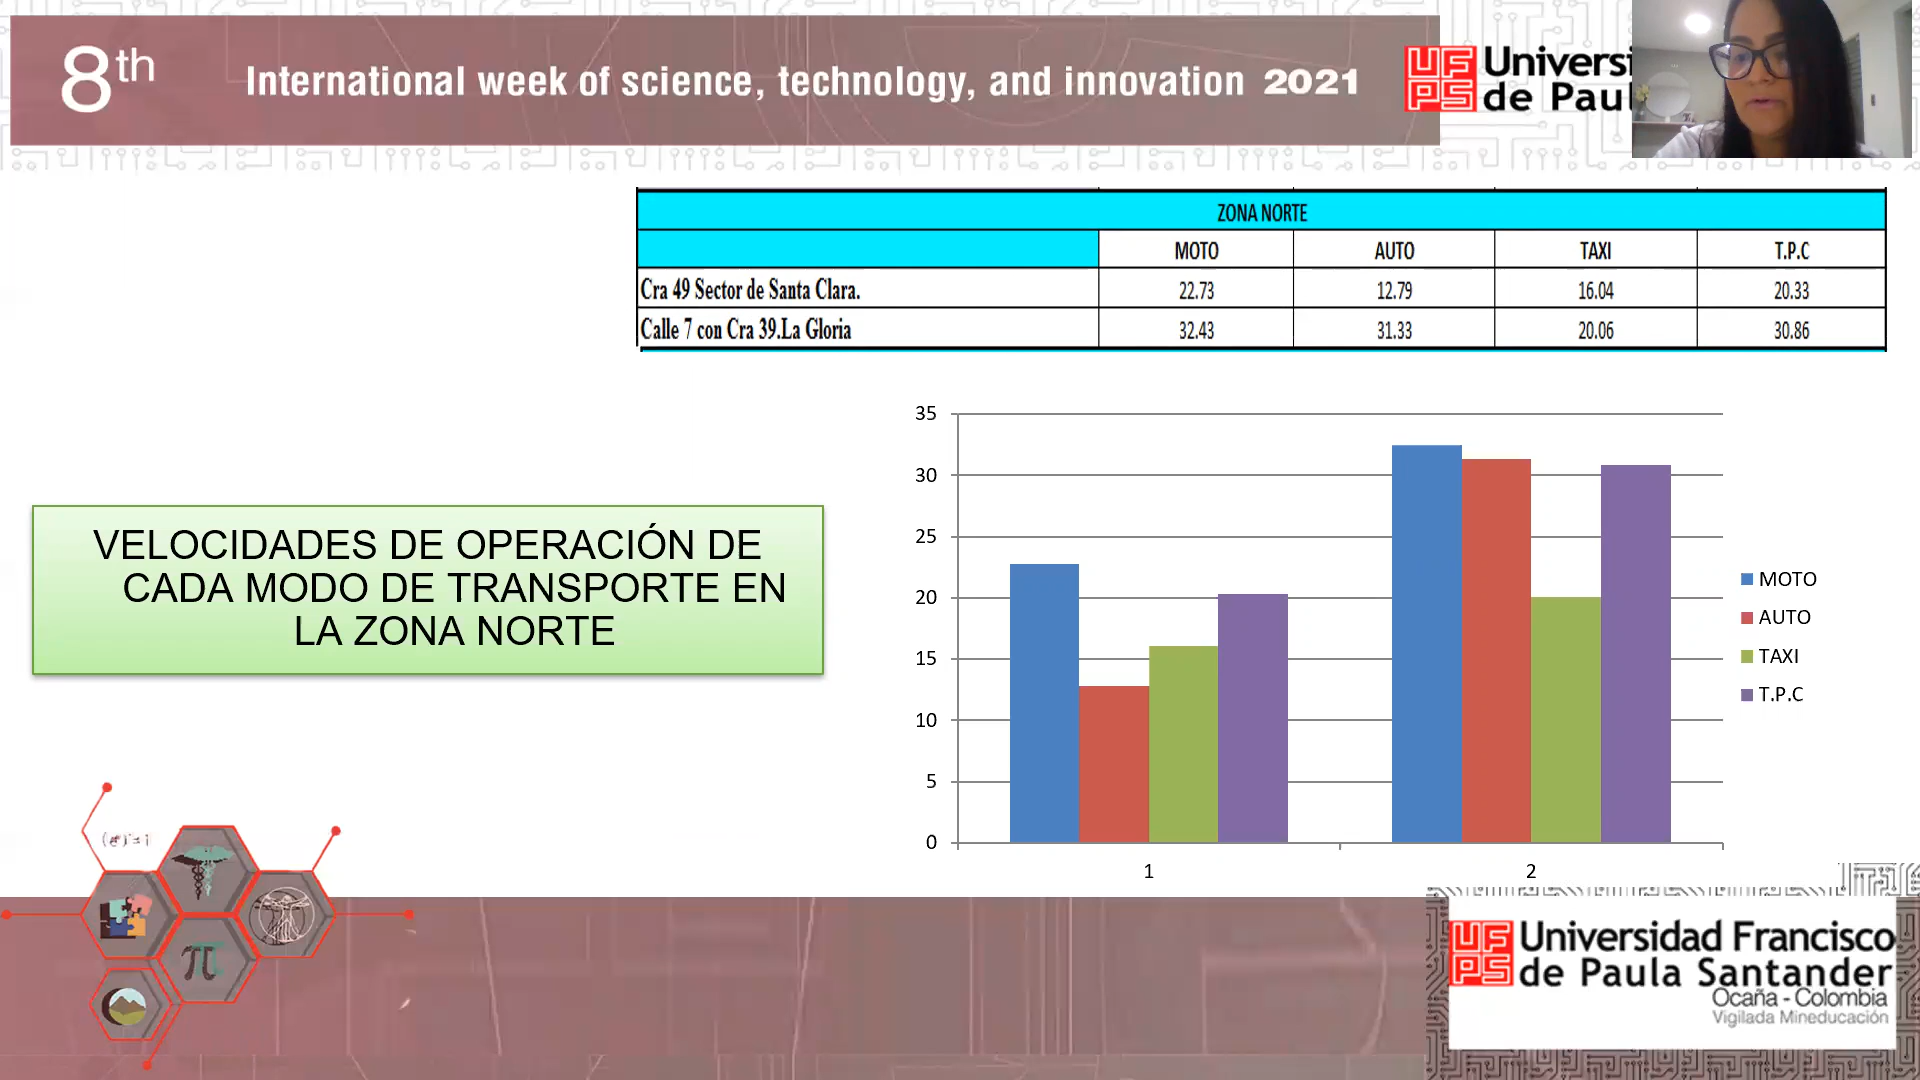 8th
International week of science, technology, and innovation 2021
UFPS
de Paul
ZONA NORTE
MOTO AUTO TAXI T.P.C
Cra 49 Sector de Santa Clara. 22.73 12.79 16.04 20.33
Calle 7 con Cra 39.La Gloria 32.43 31.33 20.06 30.86
VELOCIDADES DE OPERACIÓN DE
CADA MODO DE TRANSPORTE EN
LA ZONA NORTE
35
30
25
20
15
10
5
0
1 2
MOTO
AUTO
TAXI
T.P.C
π
UFPS
Universidad Francisco
de Paula Santander
Ocaña - Colombia
Vigilada Mineducación